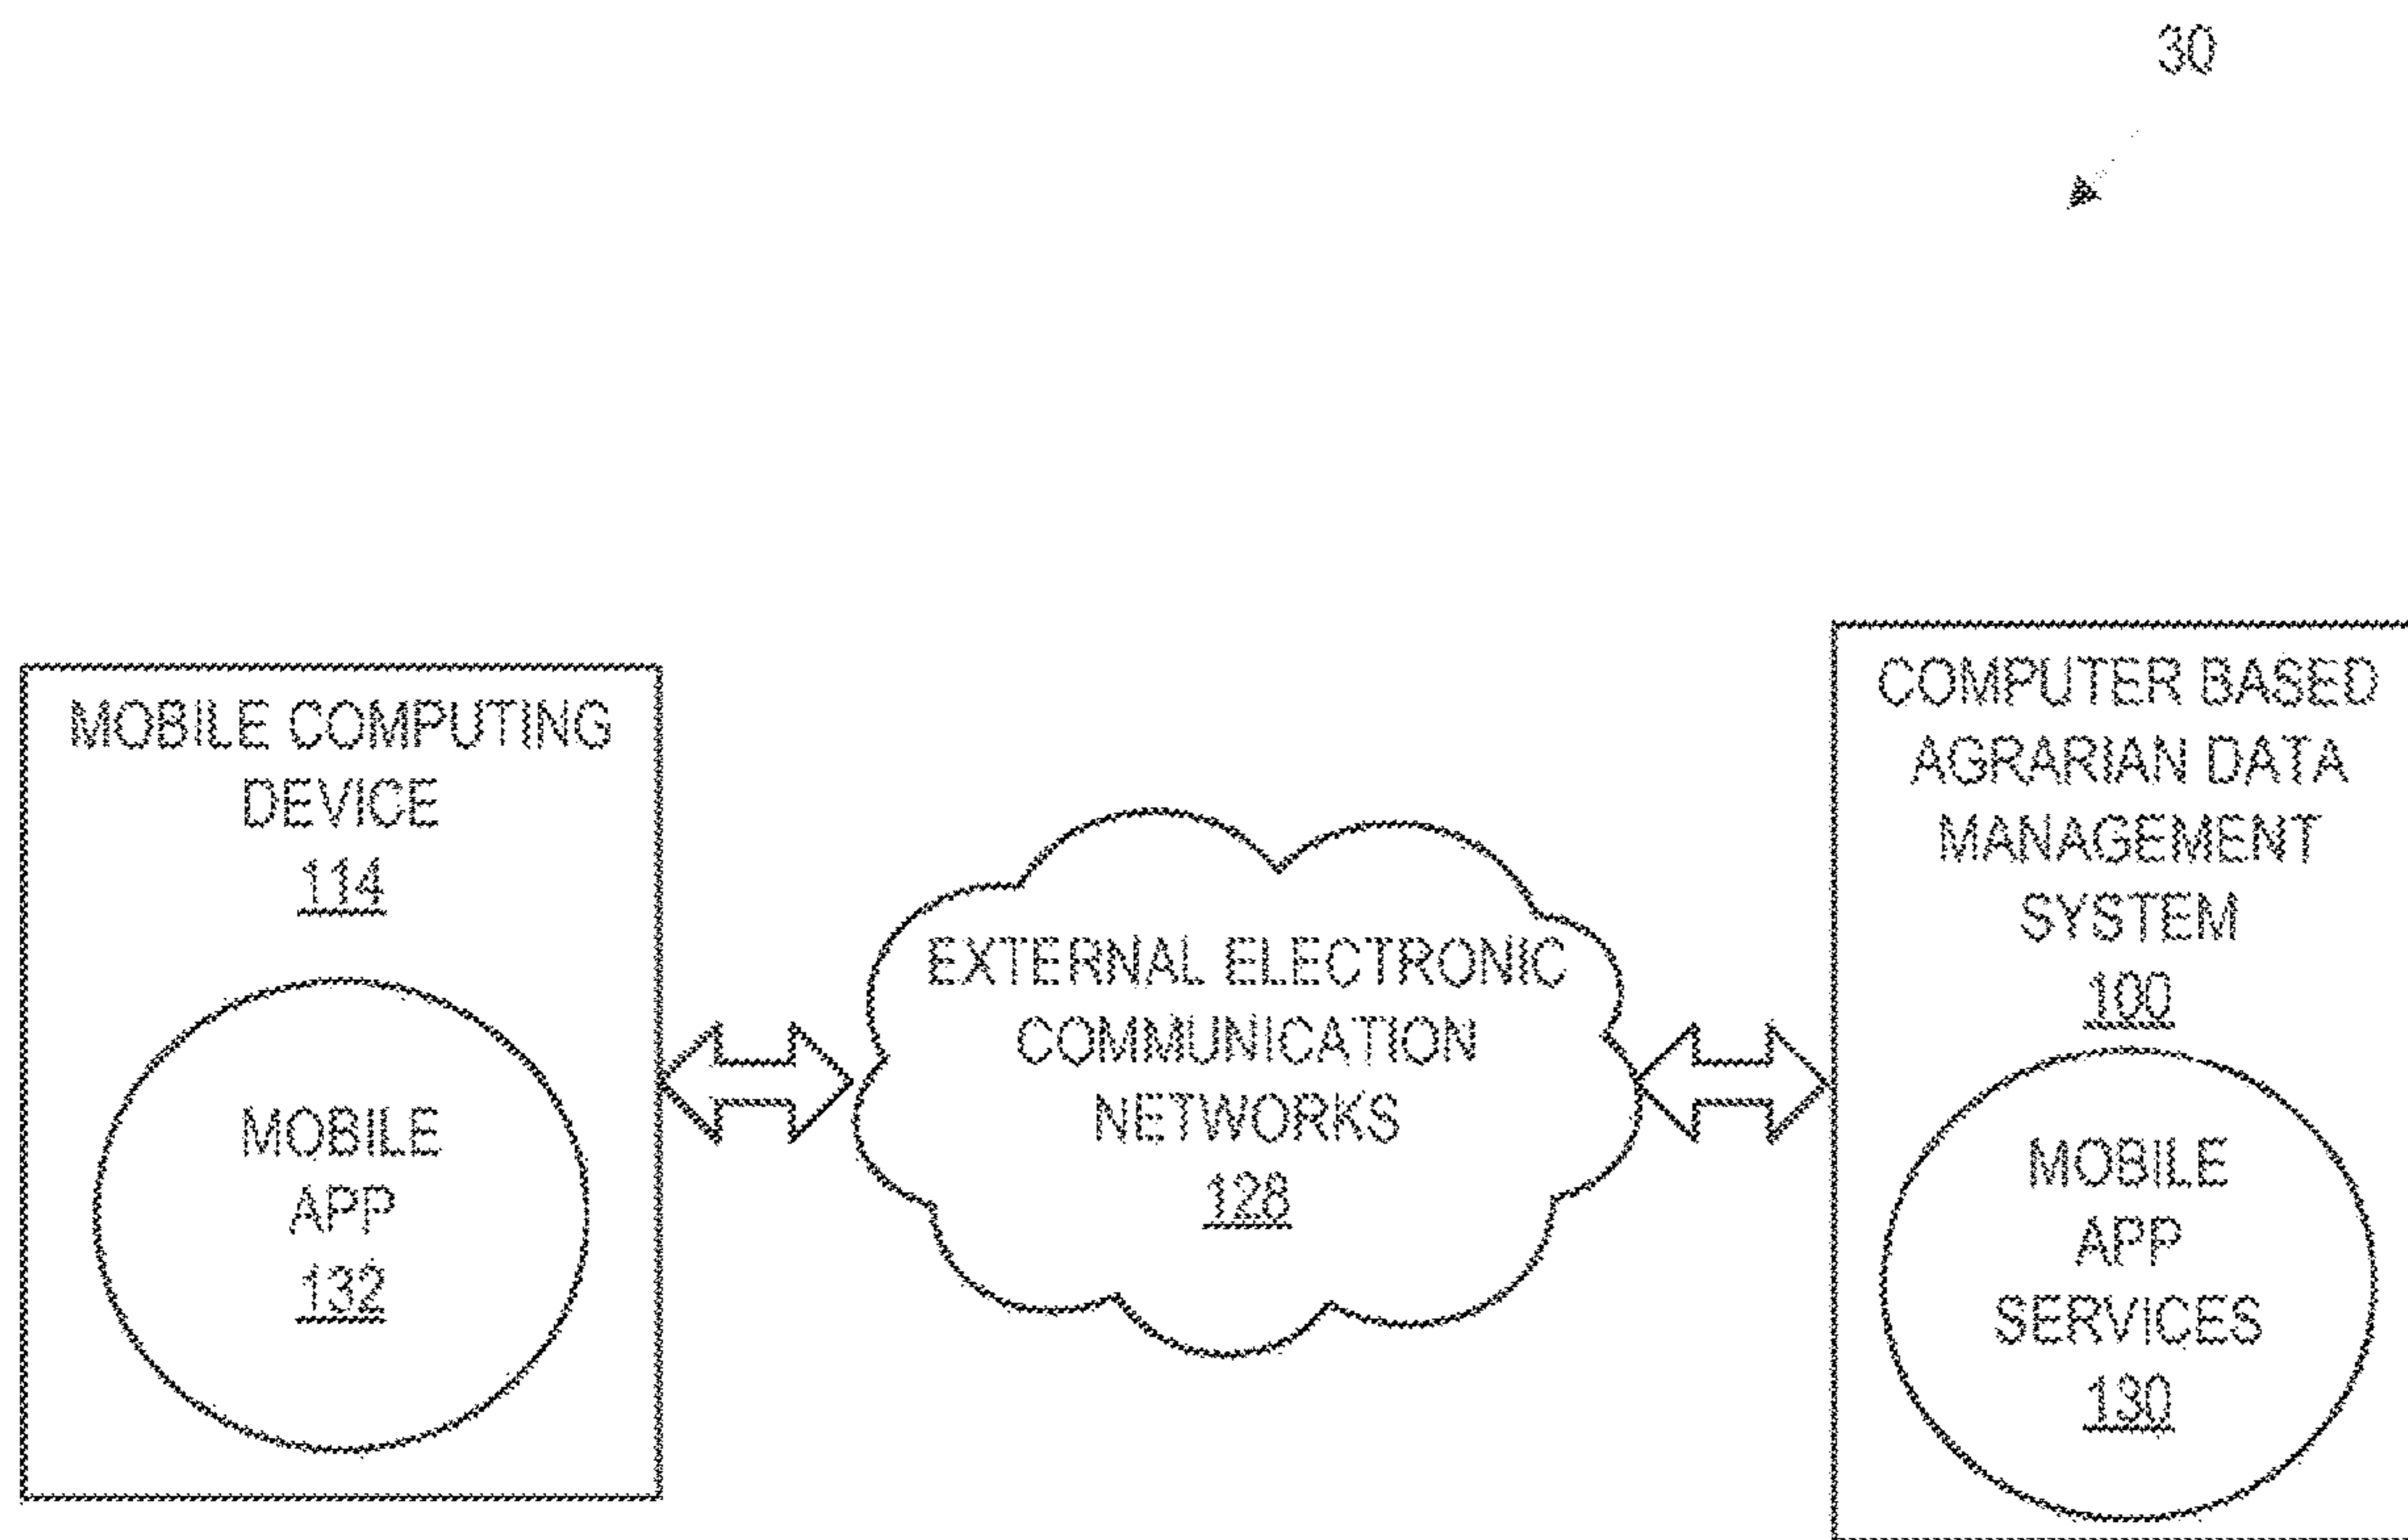 30
MOBILE COMPUTING
DEVICE
114
MOBILE
APP
132
EXTERNAL ELECTRONIC
COMMUNICATION
NETWORKS
128
COMPUTER BASED
AGRARIAN DATA
MANAGEMENT
SYSTEM
100
MOBILE
APP
SERVICES
130